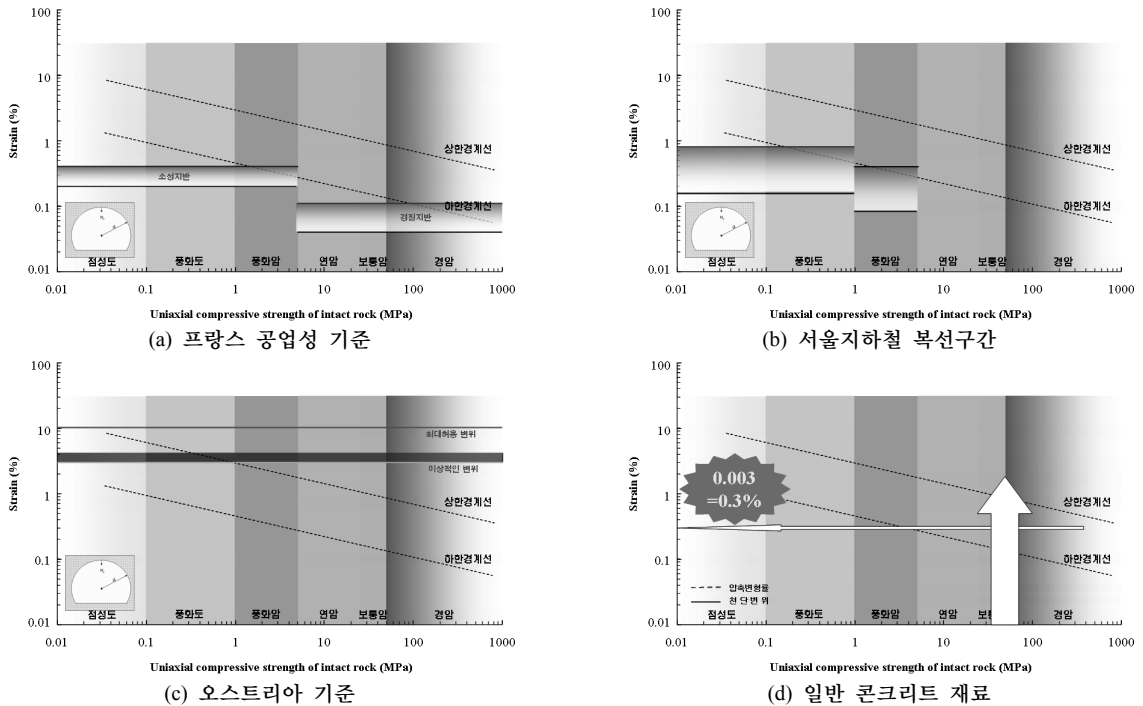 100
10
1
0.1
0.01
Strain (%)
상한경계선
소성지반
하한경계선
경질지반
점성토
풍화토
풍화암
연암
보통암
경암
0.01
0.1
1
10
100
1000
Uniaxial compressive strength of intact rock (MPa)
(a) 프랑스 공업성 기준
100
10
1
0.1
0.01
Strain (%)
상한경계선
하한경계선
점성토
풍화토
풍화암
연암
보통암
경암
0.01
0.1
1
10
100
1000
Uniaxial compressive strength of intact rock (MPa)
(b) 서울지하철 복선구간
100
10
1
0.1
0.01
Strain (%)
최대허용 변위
이상적인 변위
상한경계선
하한경계선
점성토
풍화토
풍화암
연암
보통암
경암
0.01
0.1
1
10
100
1000
Uniaxial compressive strength of intact rock (MPa)
(c) 오스트리아 기준
100
10
1
0.1
0.01
Strain (%)
0.003
=0.3%
상한경계선
하한경계선
압축변형률
천단변위
점성토
풍화토
풍화암
연암
경암
0.01
0.1
1
10
100
1000
Uniaxial compressive strength of intact rock (MPa)
(d) 일반 콘크리트 재료